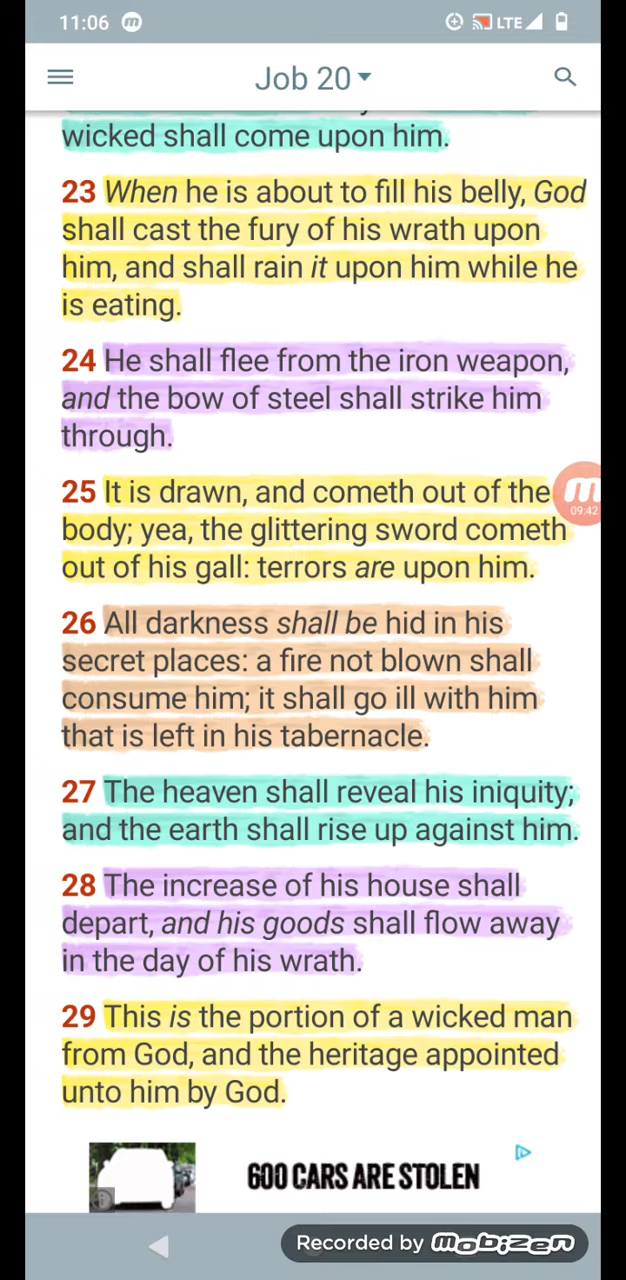 11:06 m LTE
Job 20
wicked shall come upon him.
23 When he is about to fill his belly, God
shall cast the fury of his wrath upon
him, and shall rain it upon him while he
is eating.
24 He shall flee from the iron weapon,
and the bow of steel shall strike him
through.
25 It is drawn, and cometh out of the
m
09:42
body; yea, the glittering sword cometh
out of his gall: terrors are upon him.
26 All darkness shall be hid in his
secret places: a fire not blown shall
consume him; it shall go ill with him
that is left in his tabernacle.
27 The heaven shall reveal his iniquity;
and the earth shall rise up against him.
28 The increase of his house shall
depart, and his goods shall flow away
in the day of his wrath.
29 This is the portion of a wicked man
from God, and the heritage appointed
unto him by God.
600 CARS ARE STOLEN
Recorded by mobizen